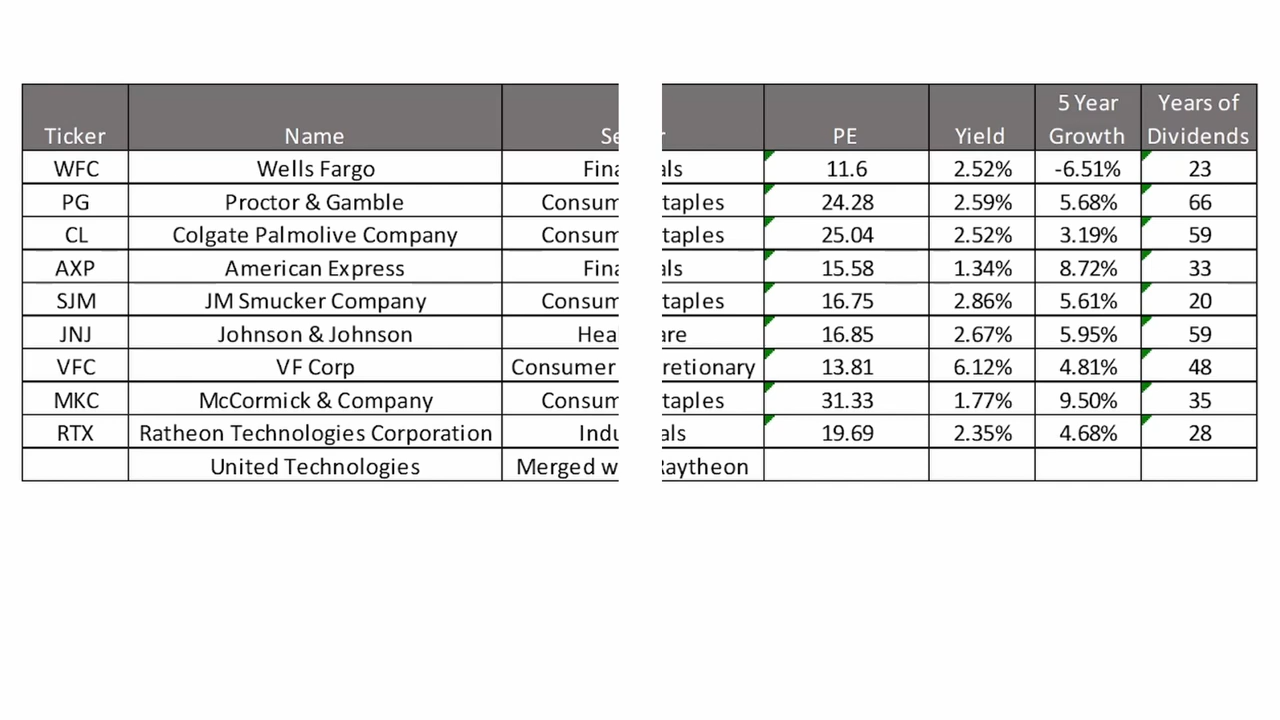 5 Year Years of
Ticker Name Se r PE Yield Growth Dividends
WFC Wells Fargo Fina als 11.6 2.52% -6.51% 23
PG Proctor & Gamble Consum taples 24.28 2.59% 5.68% 66
CL Colgate Palmolive Company Consum taples 25.04 2.52% 3.19% 59
AXP American Express Fina als 15.58 1.34% 8.72% 33
SJM JM Smucker Company Consum taples 16.75 2.86% 5.61% 20
JNJ Johnson & Johnson Hea are 16.85 2.67% 5.95% 59
VFC VF Corp Consumer retionary 13.81 6.12% 4.81% 48
MKC McCormick & Company Consum taples 31.33 1.77% 9.50% 35
RTX Ratheon Technologies Corporation Indu als 19.69 2.35% 4.68% 28
United Technologies Merged w Raytheon